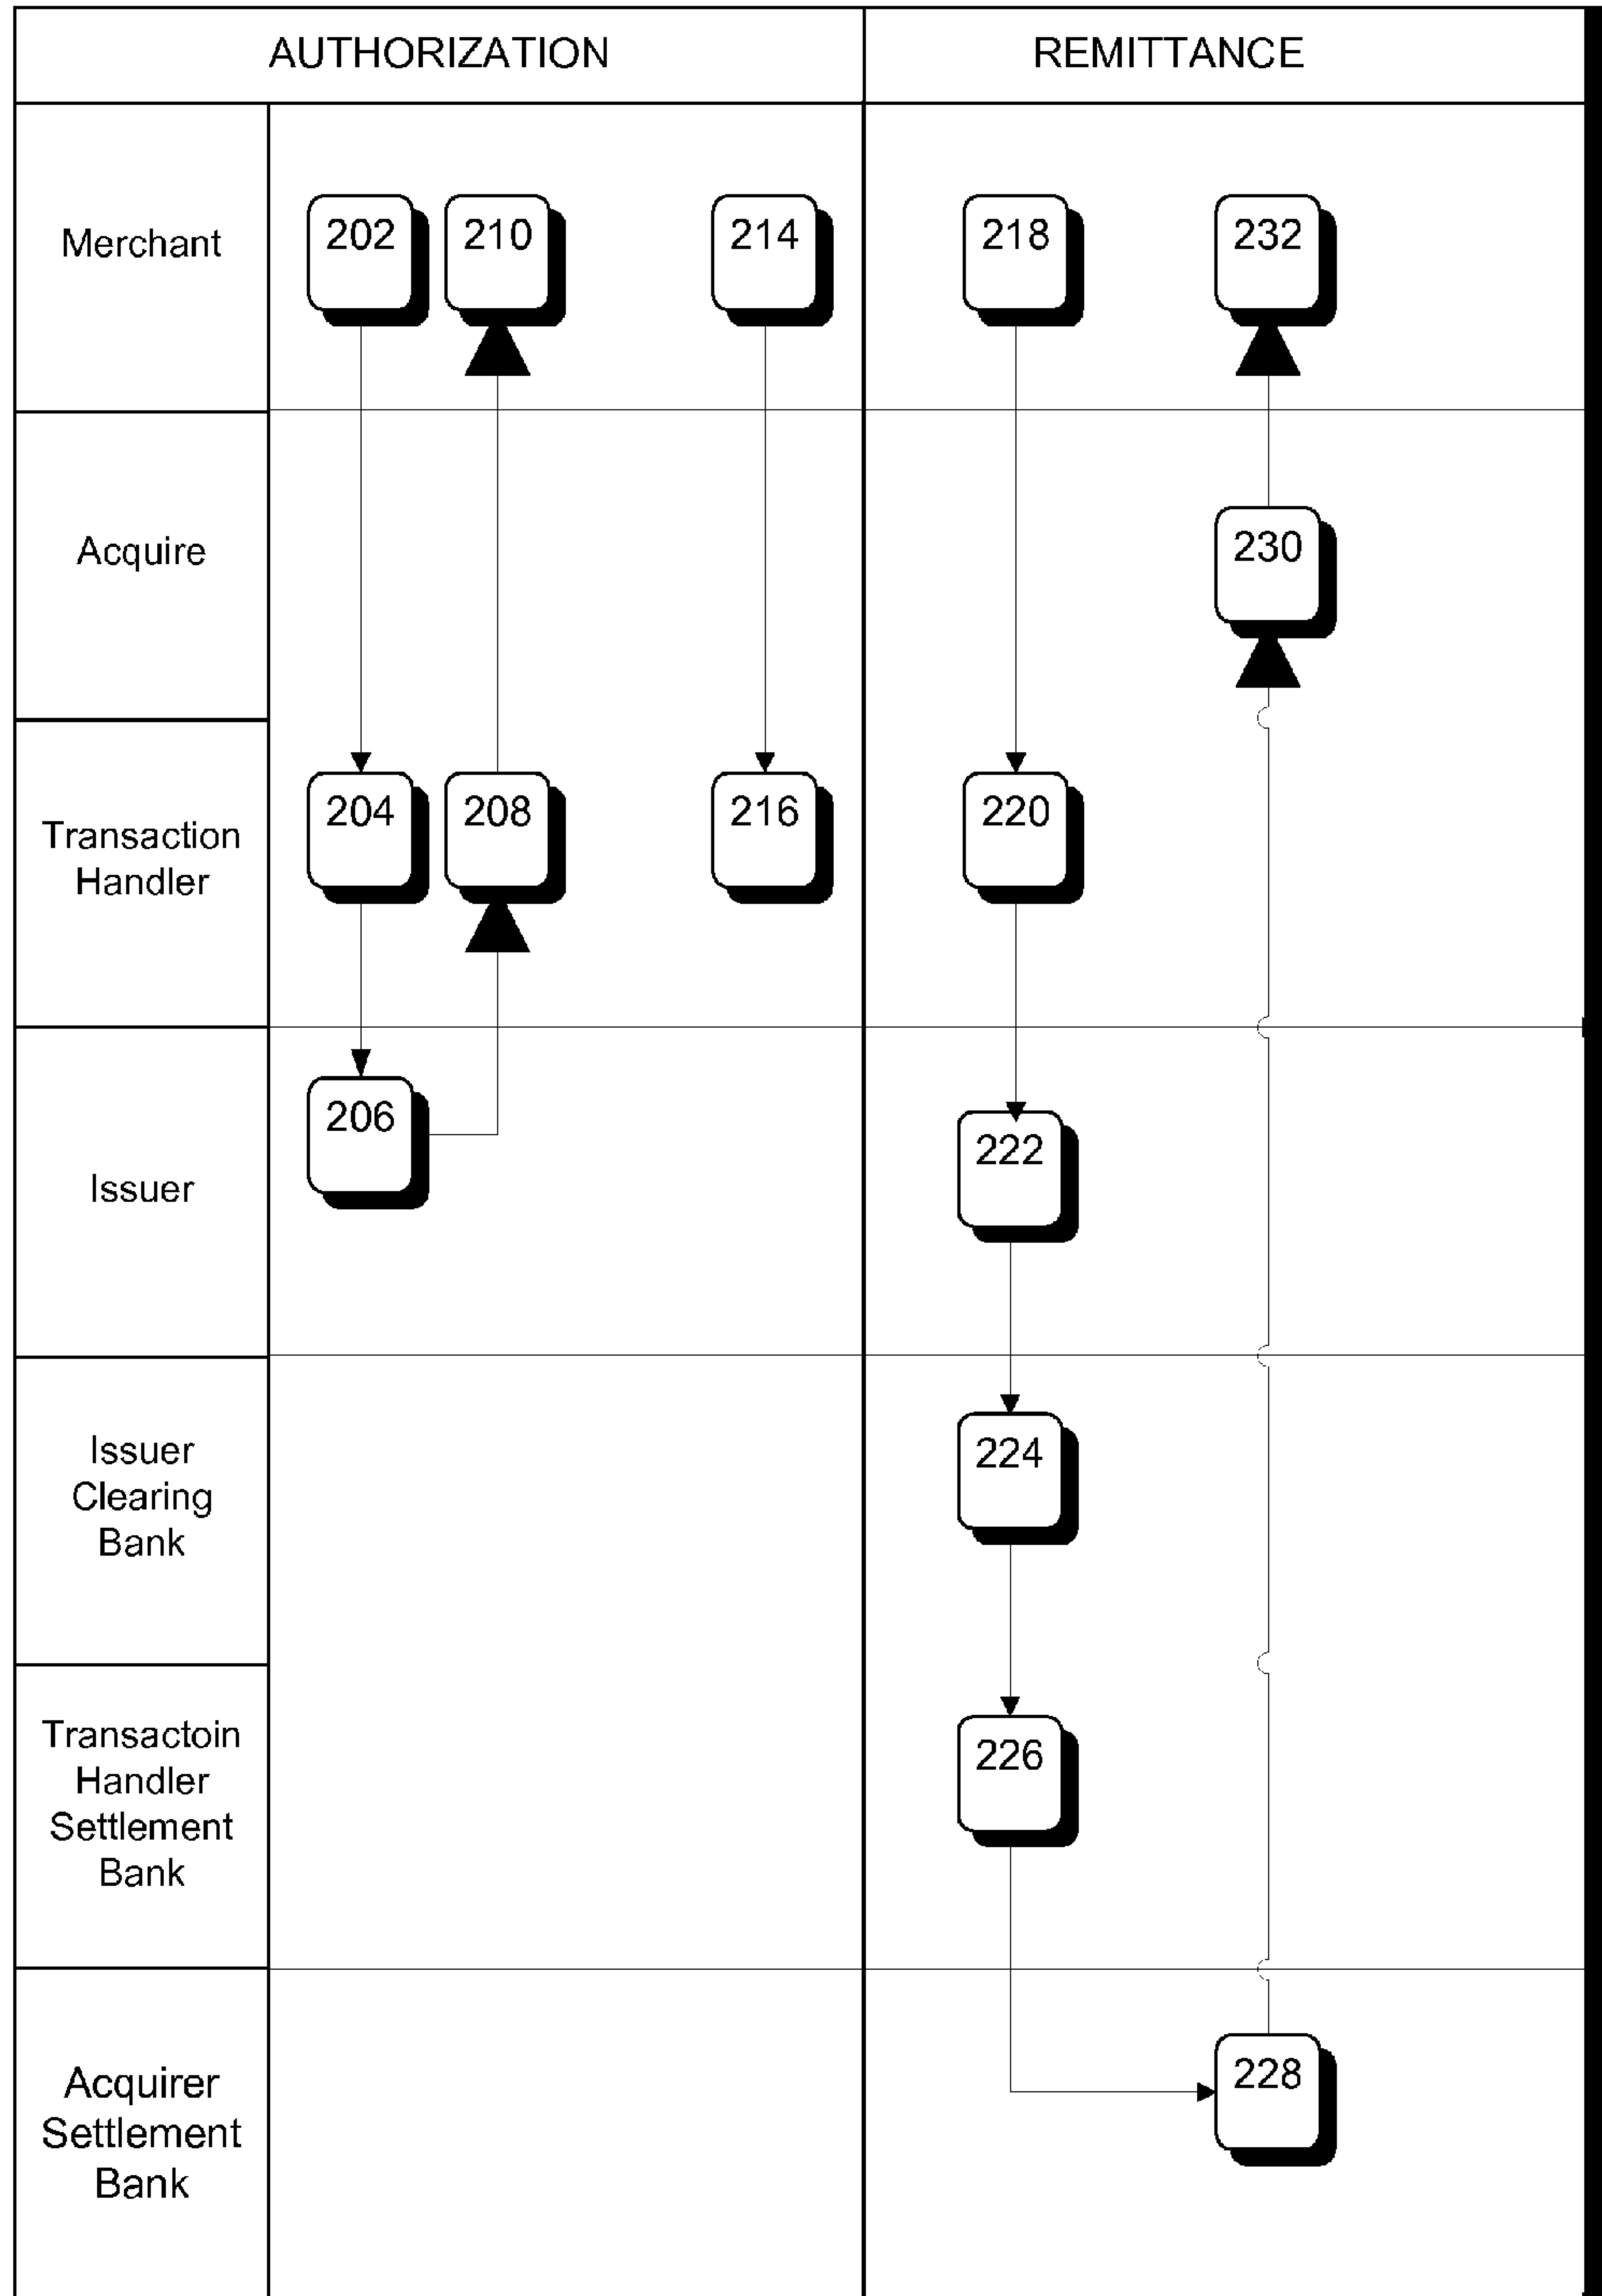 AUTHORIZATION
REMITTANCE
Merchant
202
210
214
218
232
Acquire
230
Transaction
Handler
204
208
216
220
Issuer
206
222
Issuer
Clearing
Bank
224
Transactoin
Handler
Settlement
Bank
226
Acquirer
Settlement
Bank
228